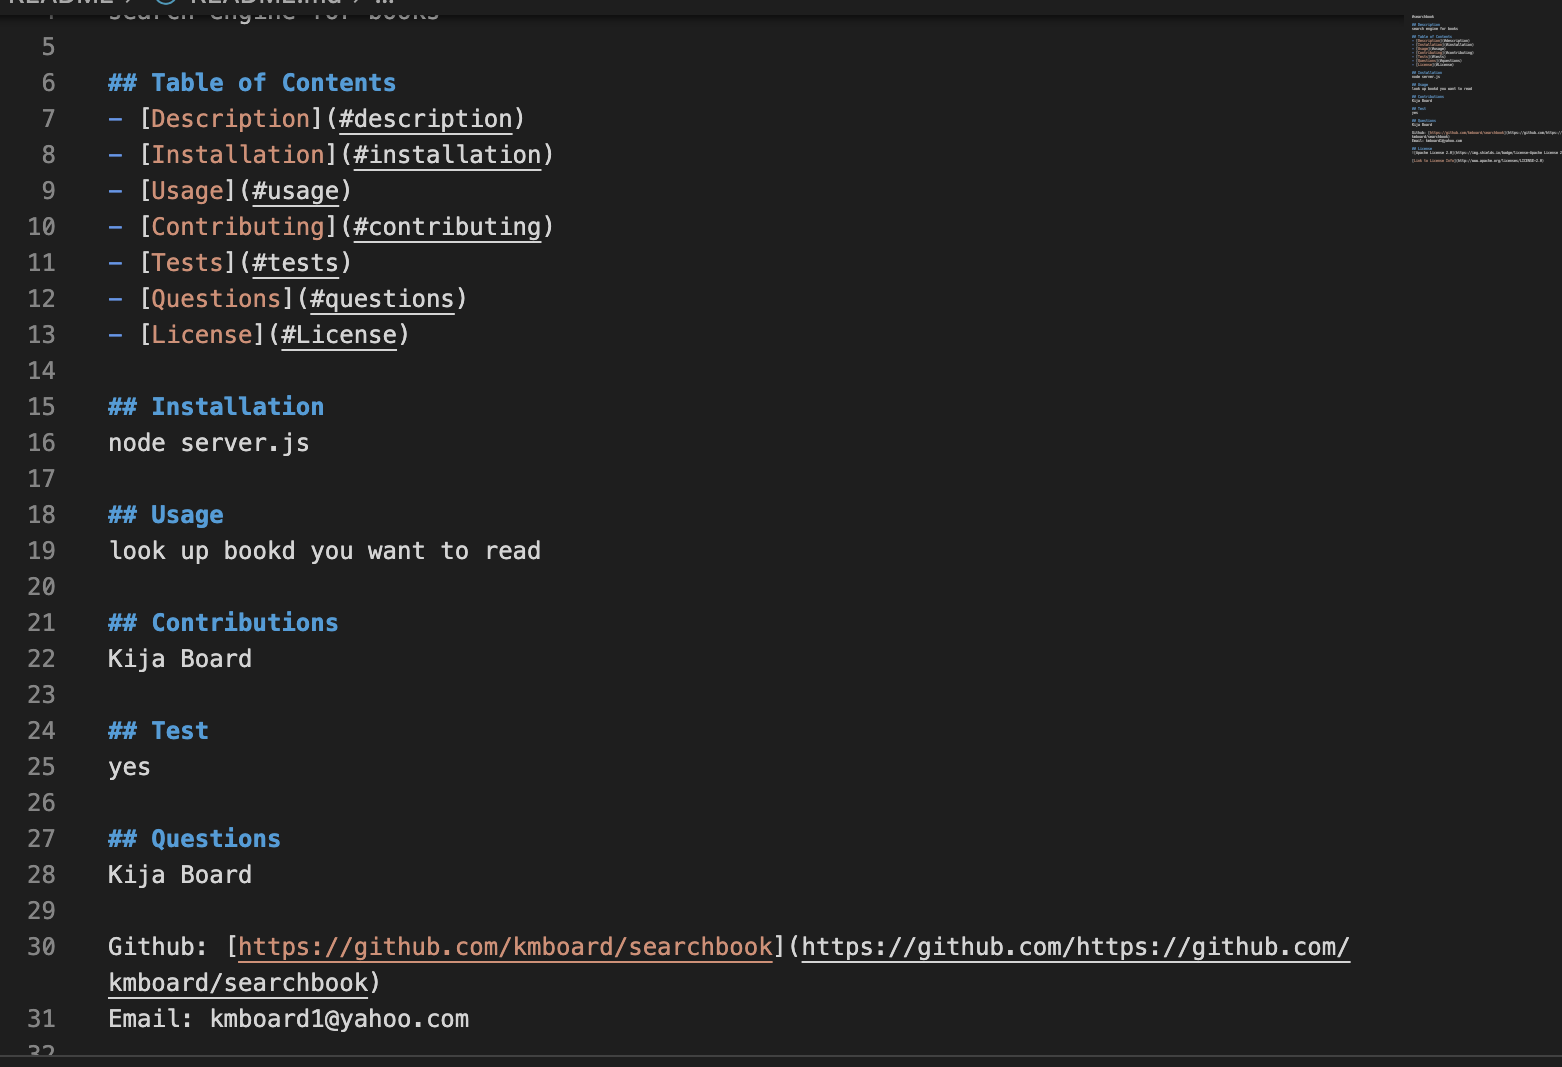 search engine for books
5
6 ## Table of Contents
7 - [Description](#description)
8 - [Installation](#installation)
9 - [Usage](#usage)
10 - [Contributing](#contributing)
11 - [Tests](#tests)
12 - [Questions](#questions)
13 - [License](#License)
14
15 ## Installation
16 node server.js
17
18 ## Usage
19 look up bookd you want to read
20
21 ## Contributions
22 Kija Board
23
24 ## Test
25 yes
26
27 ## Questions
28 Kija Board
29
30 Github: [https://github.com/kmboard/searchbook](https://github.com/https://github.com/
kmboard/searchbook)
31 Email: kmboard1@yahoo.com
32